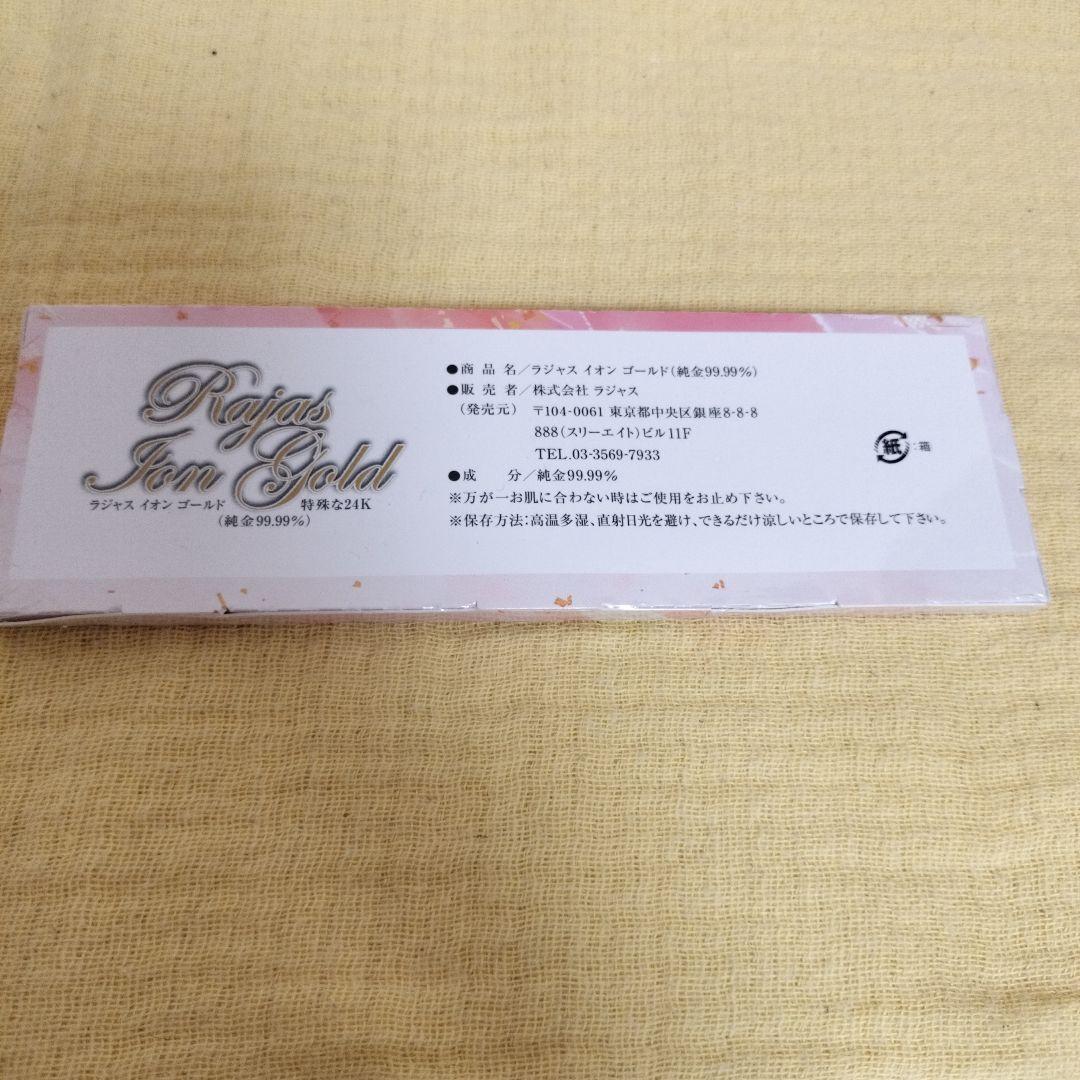 Rajas
Ion Gold
ラジャス イオン ゴールド 特殊な24K
(純金99.99%)
●商品名／ラジャス イオン ゴールド(純金99.99%)
●販売者／株式会社 ラジャス
(発売元) 〒104-0061 東京都中央区銀座8-8-8
888(スリーエイト)ビル11F
TEL.03-3569-7933
●成分／純金99.99%
※万が一お肌に合わない時はご使用をお止め下さい。
※保存方法：高温多湿、直射日光を避け、できるだけ涼しいところで保存して下さい。
紙：箱